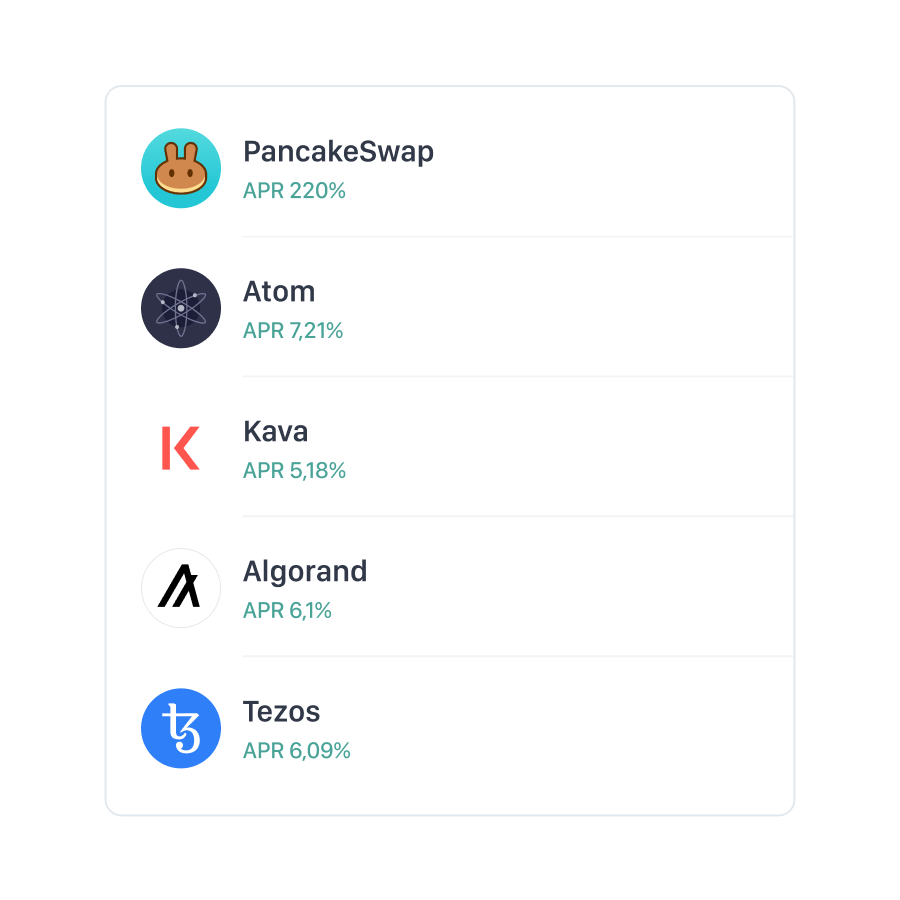 PancakeSwap
APR 220%
Atom
APR 7,21%
Kava
APR 5,18%
Algorand
APR 6,1%
Tezos
APR 6,09%